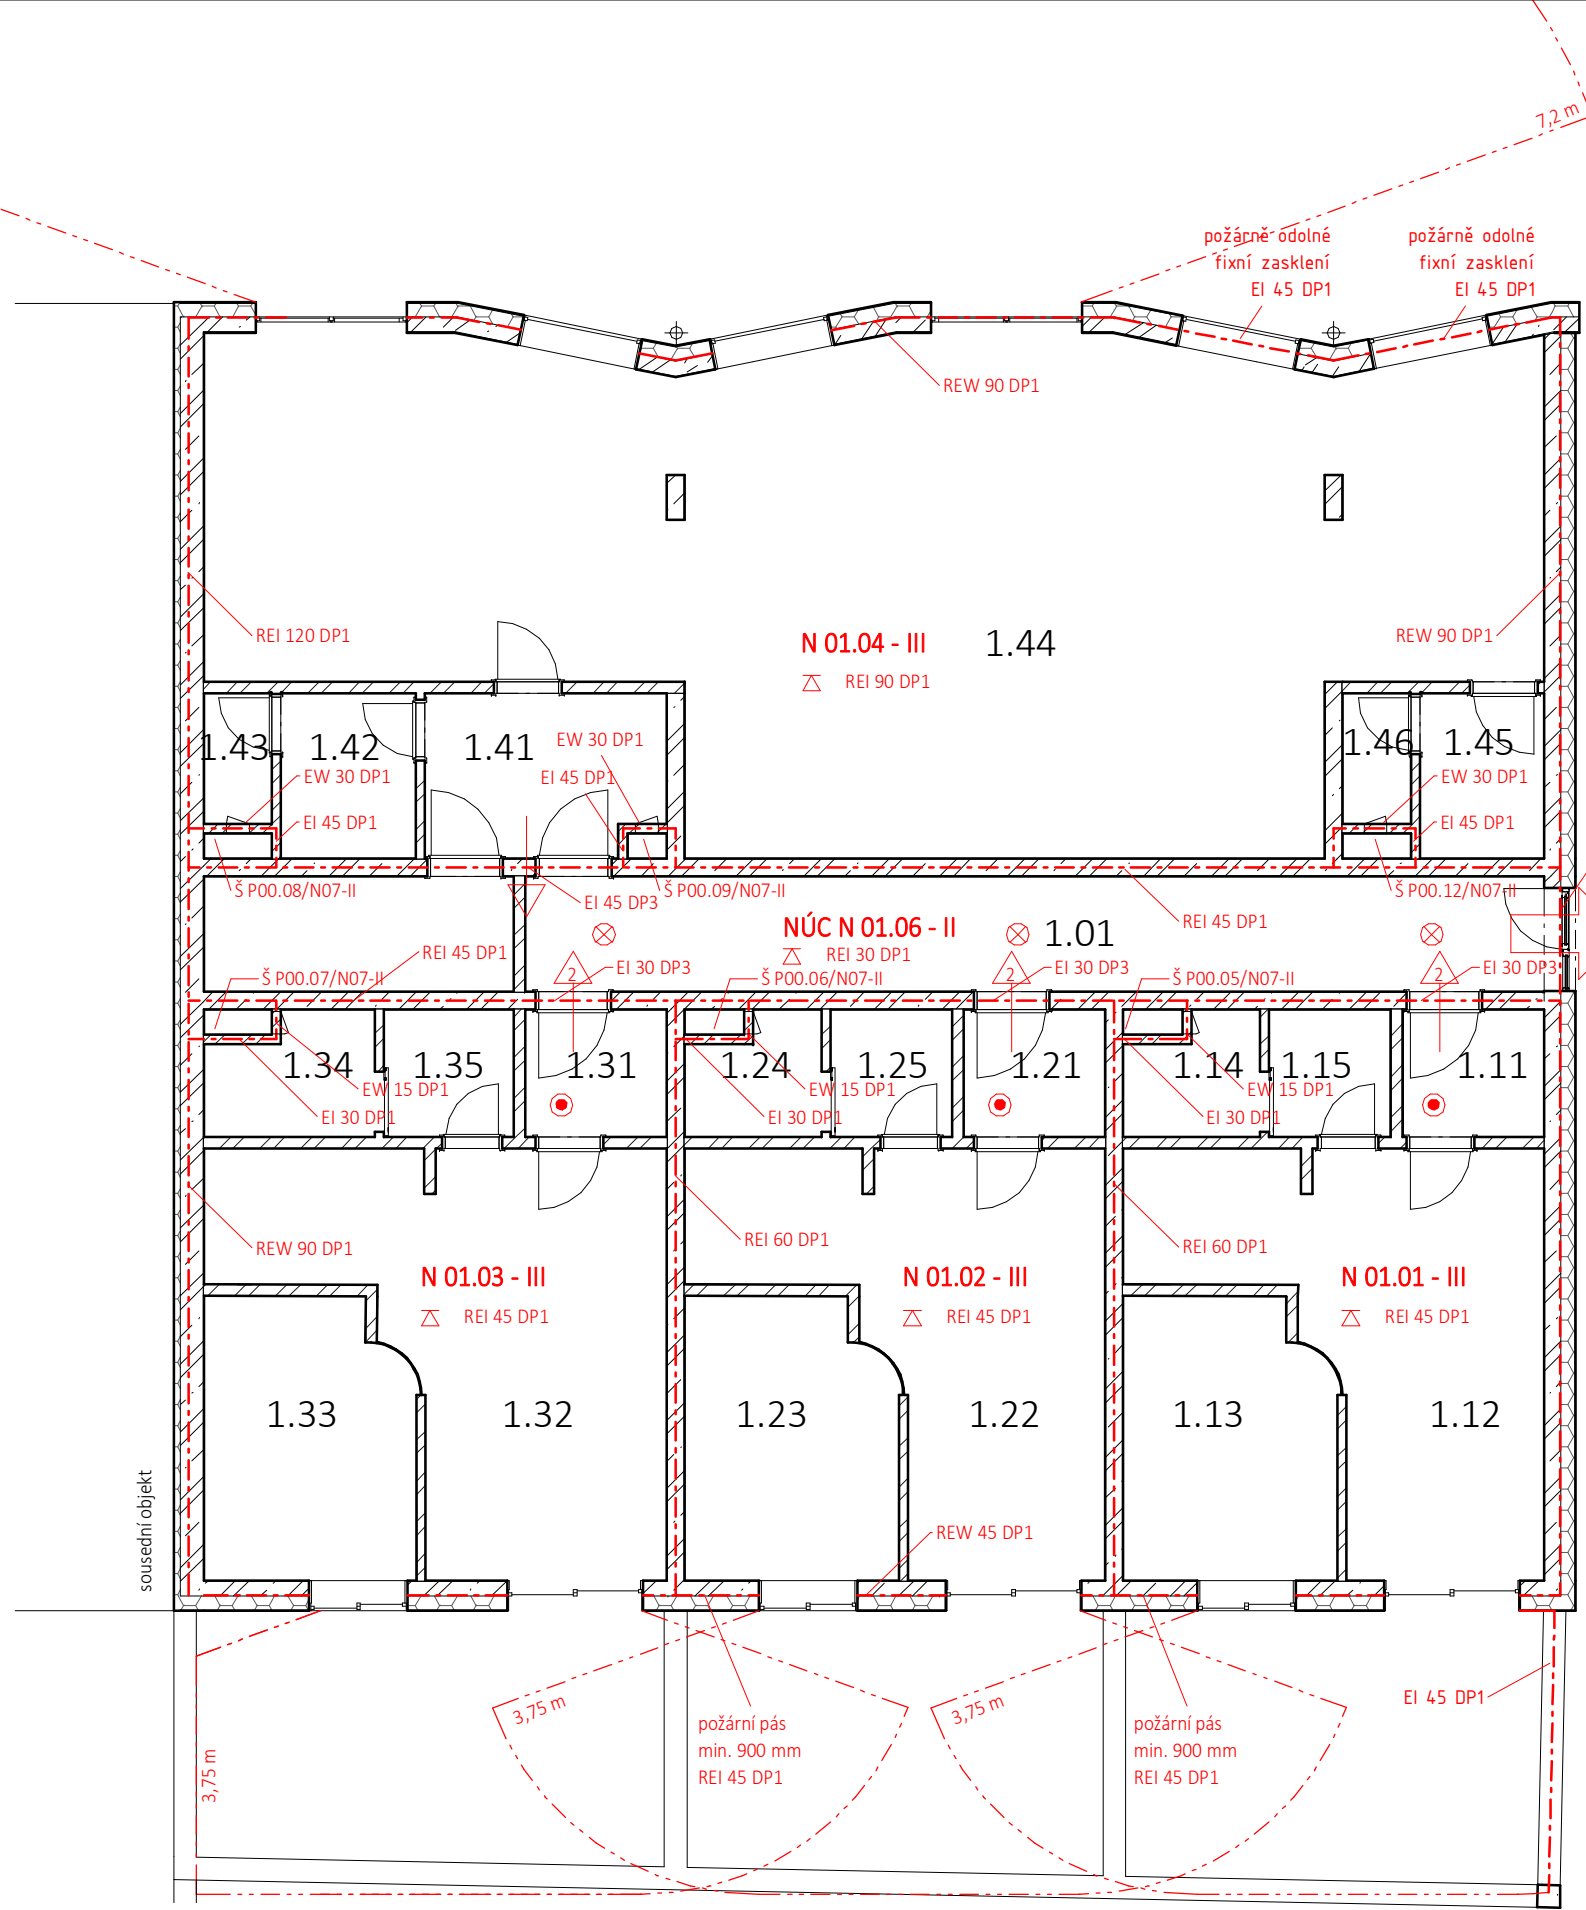 7,2 m
požárně odolné
fixní zasklení
EI 45 DP1
požárně odolné
fixní zasklení
EI 45 DP1
REW 90 DP1
REI 120 DP1
N 01.04 - III
1.44
REI 90 DP1
REW 90 DP1
1.43
1.42
1.41
EW 30 DP1
EW 30 DP1
EI 45 DP1
EI 45 DP1
1.46
1.45
EW 30 DP1
EI 45 DP1
Š P00.08/N07-II
EI 45 DP3
Š P00.09/N07-II
Š P00.12/N07-II
REI 45 DP1
NÚC N 01.06 - II
1.01
REI 30 DP1
REI 45 DP1
Š P00.07/N07-II
2
EI 30 DP3
Š P00.06/N07-II
2
EI 30 DP3
Š P00.05/N07-II
2
EI 30 DP3
1.34
1.35
1.31
1.24
1.25
1.21
1.14
1.15
1.11
EW 15 DP1
EI 30 DP1
EW 15 DP1
EI 30 DP1
EW 15 DP1
EI 30 DP1
REW 90 DP1
REI 60 DP1
REI 60 DP1
N 01.03 - III
REI 45 DP1
N 01.02 - III
REI 45 DP1
N 01.01 - III
REI 45 DP1
1.33
1.32
1.23
1.22
1.13
1.12
sousední objekt
REW 45 DP1
3,75 m
3,75 m
3,75 m
požární pás
min. 900 mm
REI 45 DP1
požární pás
min. 900 mm
REI 45 DP1
EI 45 DP1